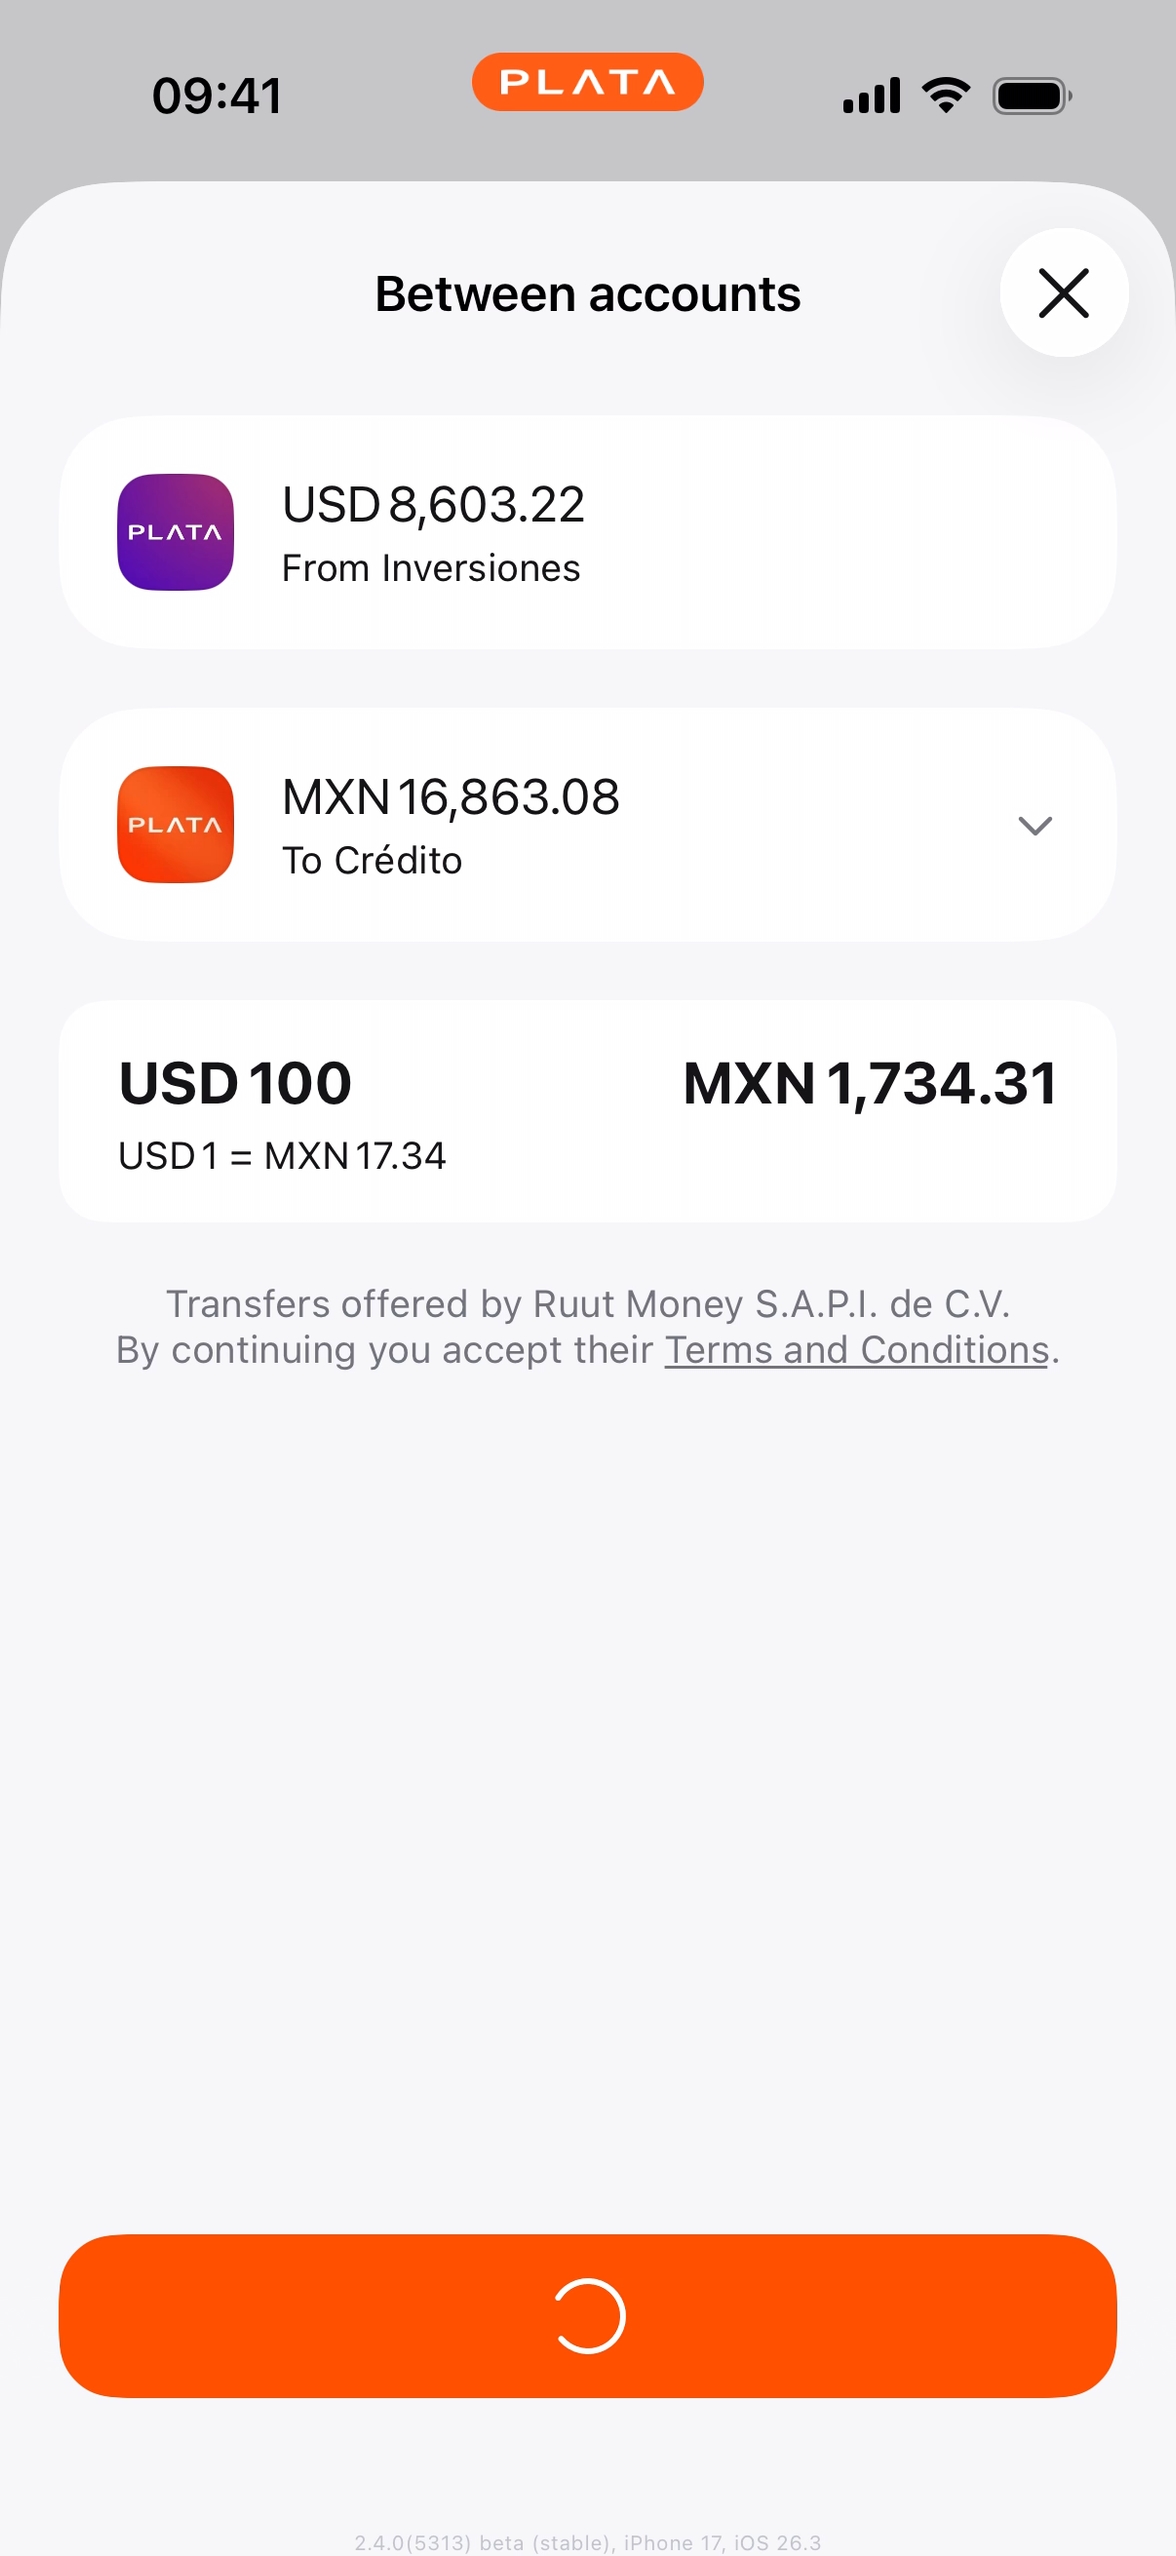 09:41
PLATA
Between accounts
PLATA
USD 8,603.22
From Inversiones
PLATA
MXN 16,863.08
To Crédito
USD 100
MXN 1,734.31
USD 1 = MXN 17.34
Transfers offered by Ruut Money S.A.P.I. de C.V.
By continuing you accept their Terms and Conditions.
2.4.0(5313) beta (stable), iPhone 17, iOS 26.3